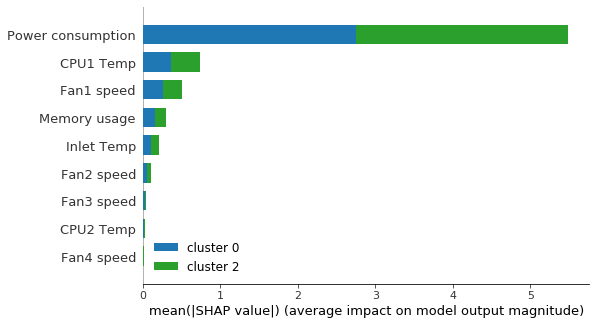 Power consumption
CPU1 Temp
Fan1 speed
Memory usage
Inlet Temp
Fan2 speed
Fan3 speed
CPU2 Temp
Fan4 speed
cluster 0
cluster 2
0 1 2 3 4 5
mean(|SHAP value|) (average impact on model output magnitude)